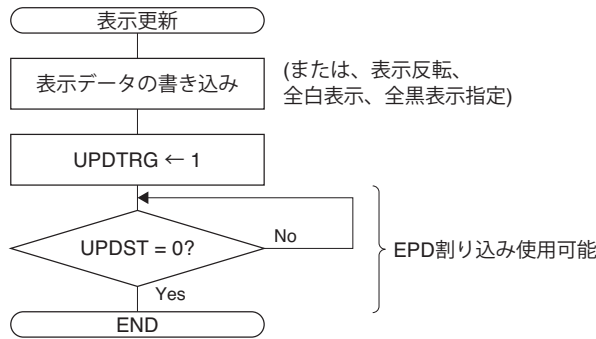 表示更新
表示データの書き込み
(または、表示反転、
全白表示、全黒表示指定)
UPDTRG ← 1
UPDST = 0?
No
EPD割り込み使用可能
Yes
END